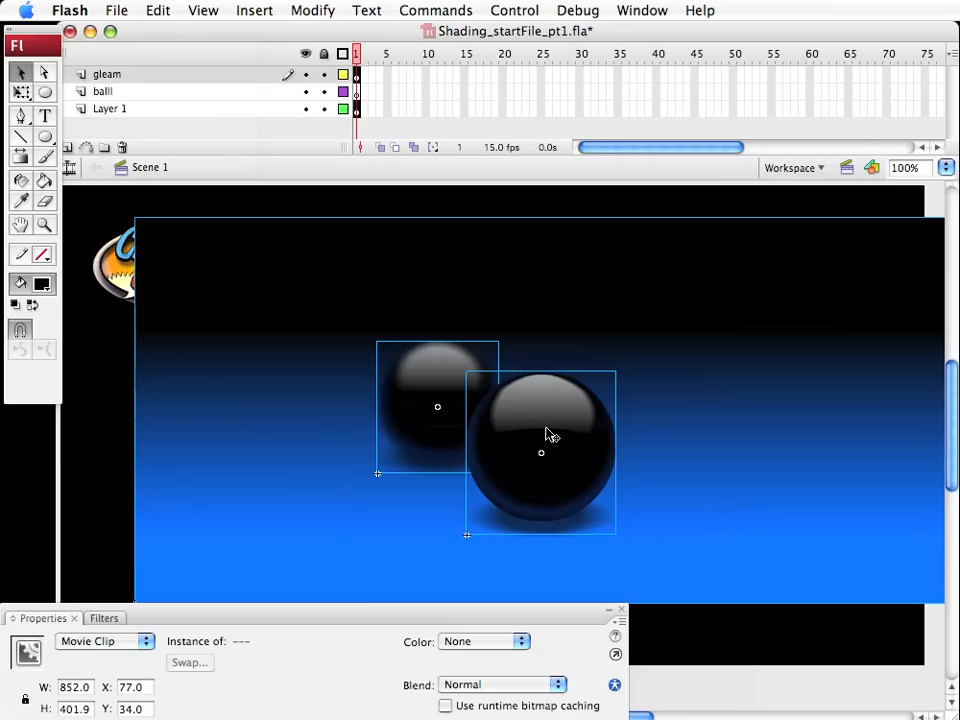 Flash File Edit View Insert Modify Text Commands Control Debug Window Help
Shading_startFile_pt1.fla*
Fl
1 5 10 15 20 25 30 35 40 45 50 55 60 65 70 75
gleam
balll
Layer 1
1 15.0 fps 0.0s
Scene 1 Workspace 100%
T
Properties × Filters
Movie Clip Instance of: --- Color: None
Swap...
W: 852.0 X: 77.0 Blend: Normal
H: 401.9 Y: 34.0 Use runtime bitmap caching